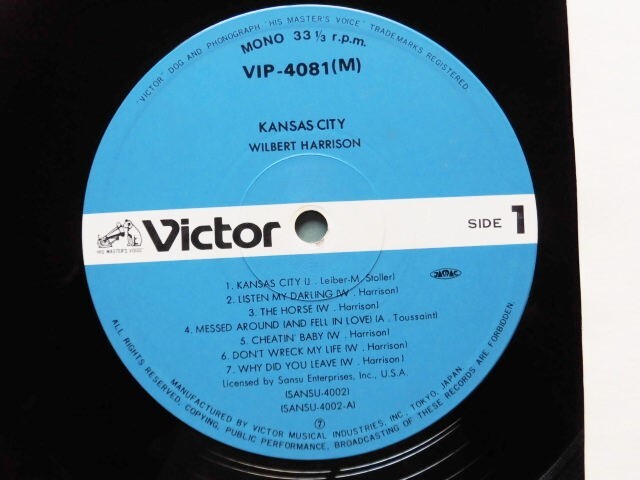 "VICTOR" DOG AND PHONOGRAPH "HIS MASTER'S VOICE" TRADEMARKS REGISTERED.
MONO 33 1/3 r.p.m.
VIP-4081(M)
KANSAS CITY
WILBERT HARRISON
HIS MASTER'S VOICE
Victor
SIDE 1
JASRAC
1. KANSAS CITY (J . Leiber-M. Stoller)
2. LISTEN MY DARLING (W . Harrison)
3. THE HORSE (W . Harrison)
4. MESSED AROUND (AND FELL IN LOVE) (A . Toussaint)
5. CHEATIN' BABY (W . Harrison)
6. DON'T WRECK MY LIFE (W . Harrison)
7. WHY DID YOU LEAVE (W . Harrison)
Licensed by Sansu Enterprises, Inc., U.S.A.
(SANSU-4002)
(SANSU-4002-A)
⑦
MANUFACTURED BY VICTOR MUSICAL INDUSTRIES, INC., TOKYO, JAPAN.
ALL RIGHTS RESERVED. COPYING, PUBLIC PERFORMANCE, BROADCASTING OF THESE RECORDS ARE FORBIDDEN.